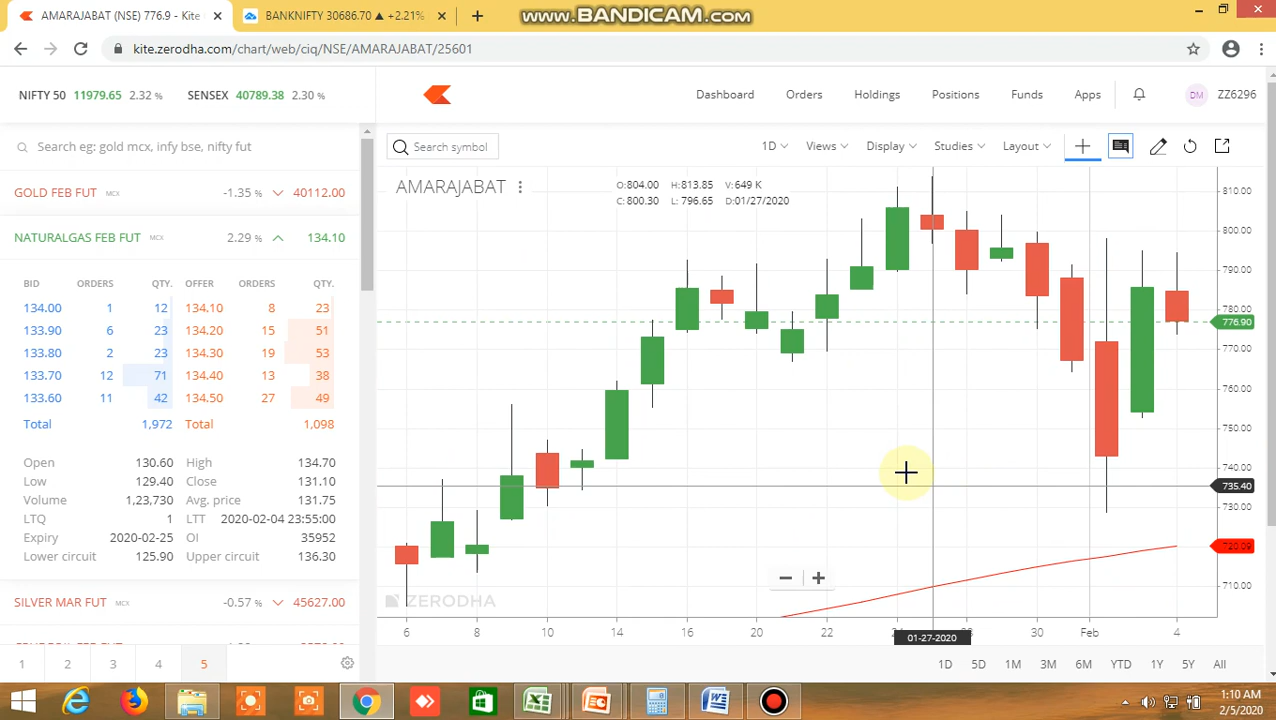 AMARAJABAT (NSE) 776.9 - Kite
BANKNIFTY 30686.70 ▲ +2.21%
www.BANDICAM.com
kite.zerodha.com/chart/web/ciq/NSE/AMARAJABAT/25601
NIFTY 50 11979.65 2.32 % SENSEX 40789.38 2.30 %
Dashboard Orders Holdings Positions Funds Apps DM ZZ6296
Search eg: gold mcx, infy bse, nifty fut
Search symbol 1D Views Display Studies Layout
GOLD FEB FUT MCX -1.35 % 40112.00
NATURALGAS FEB FUT MCX 2.29 % 134.10
BID ORDERS QTY. OFFER ORDERS QTY.
134.00 1 12 134.10 8 23
133.90 6 23 134.20 15 51
133.80 2 23 134.30 19 53
133.70 12 71 134.40 13 38
133.60 11 42 134.50 27 49
Total 1,972 Total 1,098
Open 130.60 High 134.70
Low 129.40 Close 131.10
Volume 1,23,730 Avg. price 131.75
LTQ 1 LTT 2020-02-04 23:55:00
Expiry 2020-02-25 OI 35952
Lower circuit 125.90 Upper circuit 136.30
SILVER MAR FUT MCX -0.57 % 45627.00
1 2 3 4 5
AMARAJABAT
O: 804.00 H: 813.85 V: 649 K
C: 800.30 L: 796.65 D: 01/27/2020
810.00
800.00
790.00
780.00
776.90
770.00
760.00
750.00
740.00
735.40
730.00
720.09
710.00
ZERODHA
6 8 10 14 16 20 22 30 Feb 4
01-27-2020
1D 5D 1M 3M 6M YTD 1Y 5Y All
1:10 AM
2/5/2020